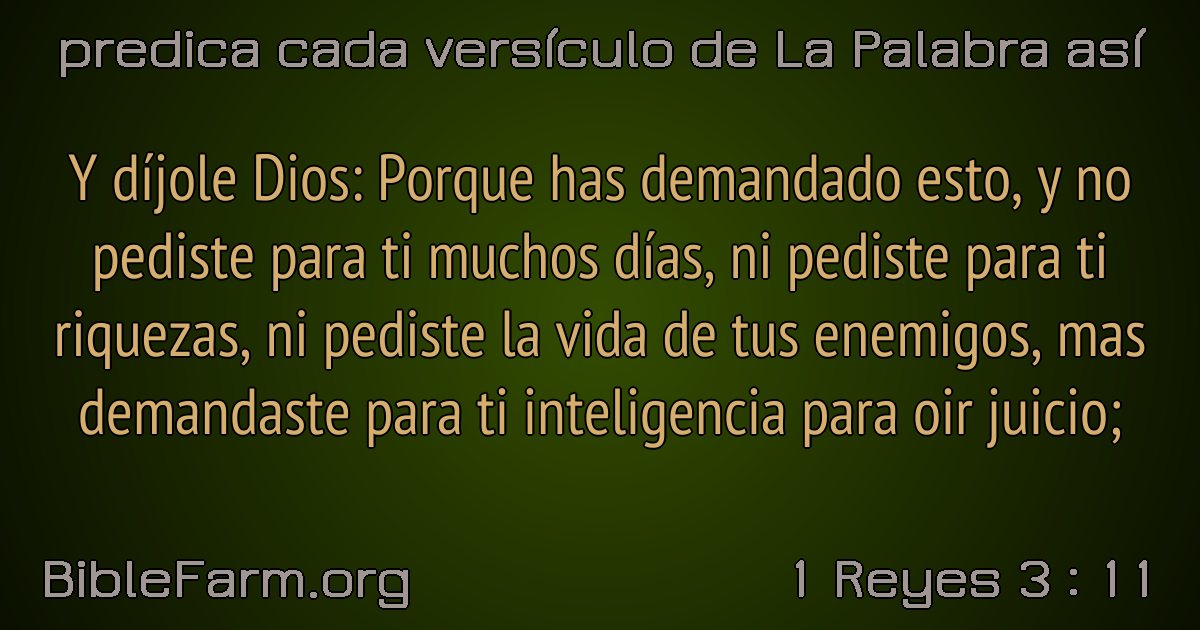 predica cada versículo de La Palabra así
Y díjole Dios: Porque has demandado esto, y no
pediste para ti muchos días, ni pediste para ti
riquezas, ni pediste la vida de tus enemigos, mas
demandaste para ti inteligencia para oir juicio;
BibleFarm.org
1 Reyes 3 : 11